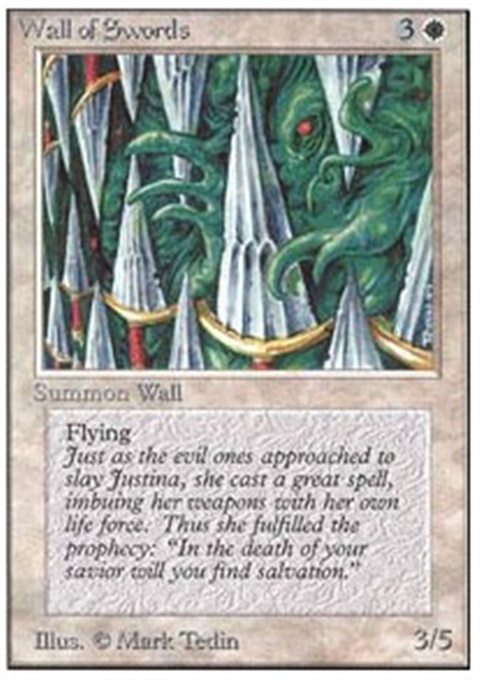 Wall of Swords 3
Summon Wall
Flying
Just as the evil ones approached to
slay Justina, she cast a great spell,
imbuing her weapons with her own
life force. Thus she fulfilled the
prophecy: “In the death of your
savior will you find salvation.”
Illus. © Mark Tedin 3/5